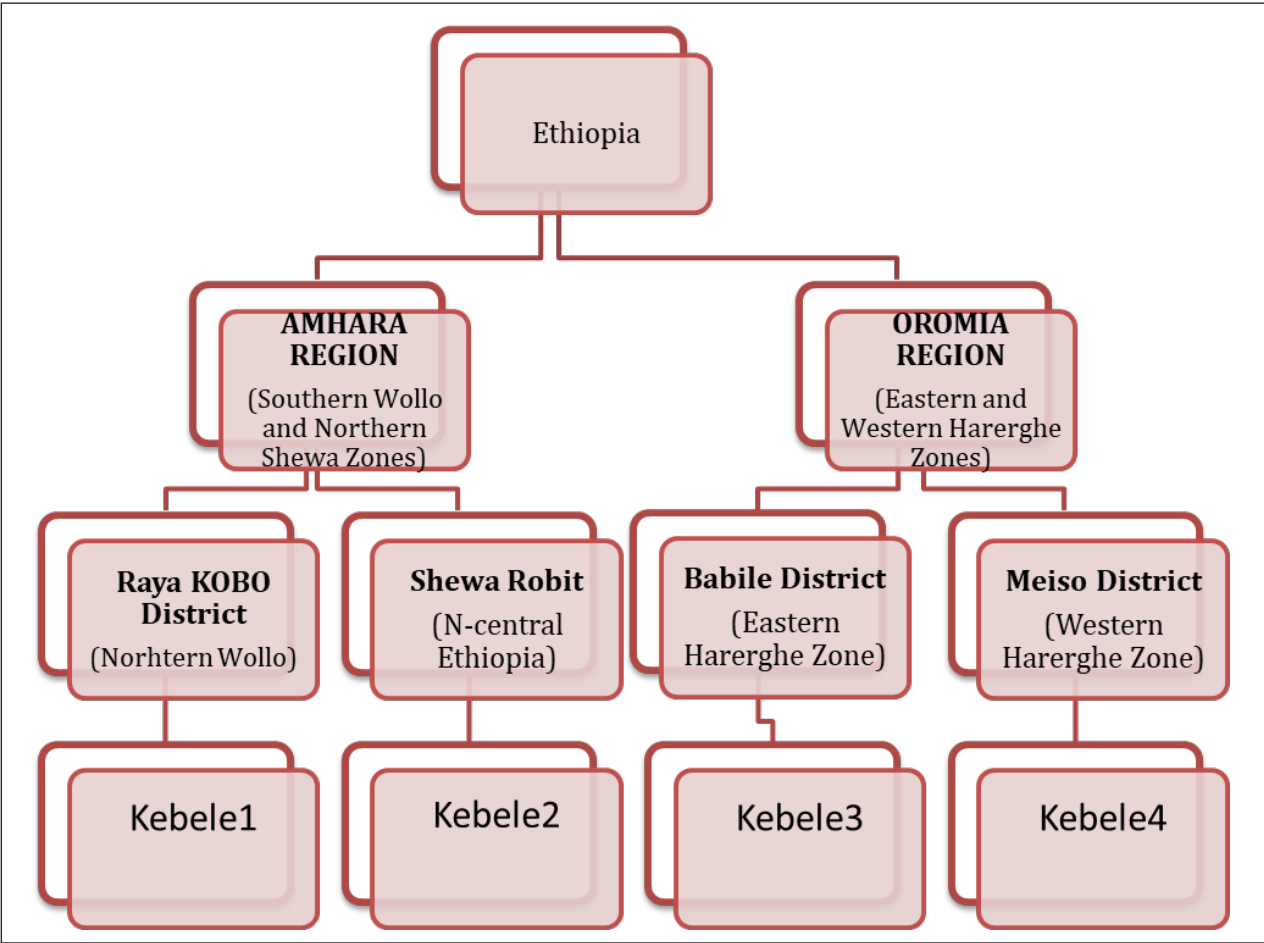 Ethiopia
AMHARA
REGION
(Southern Wollo
and Northern
Shewa Zones)
OROMIA
REGION
(Eastern and
Western Harerghe
Zones)
Raya KOBO
District
(Norhtern Wollo)
Shewa Robit
(N-central
Ethiopia)
Babile District
(Eastern
Harerghe Zone)
Meiso District
(Western
Harerghe Zone)
Kebele1
Kebele2
Kebele3
Kebele4